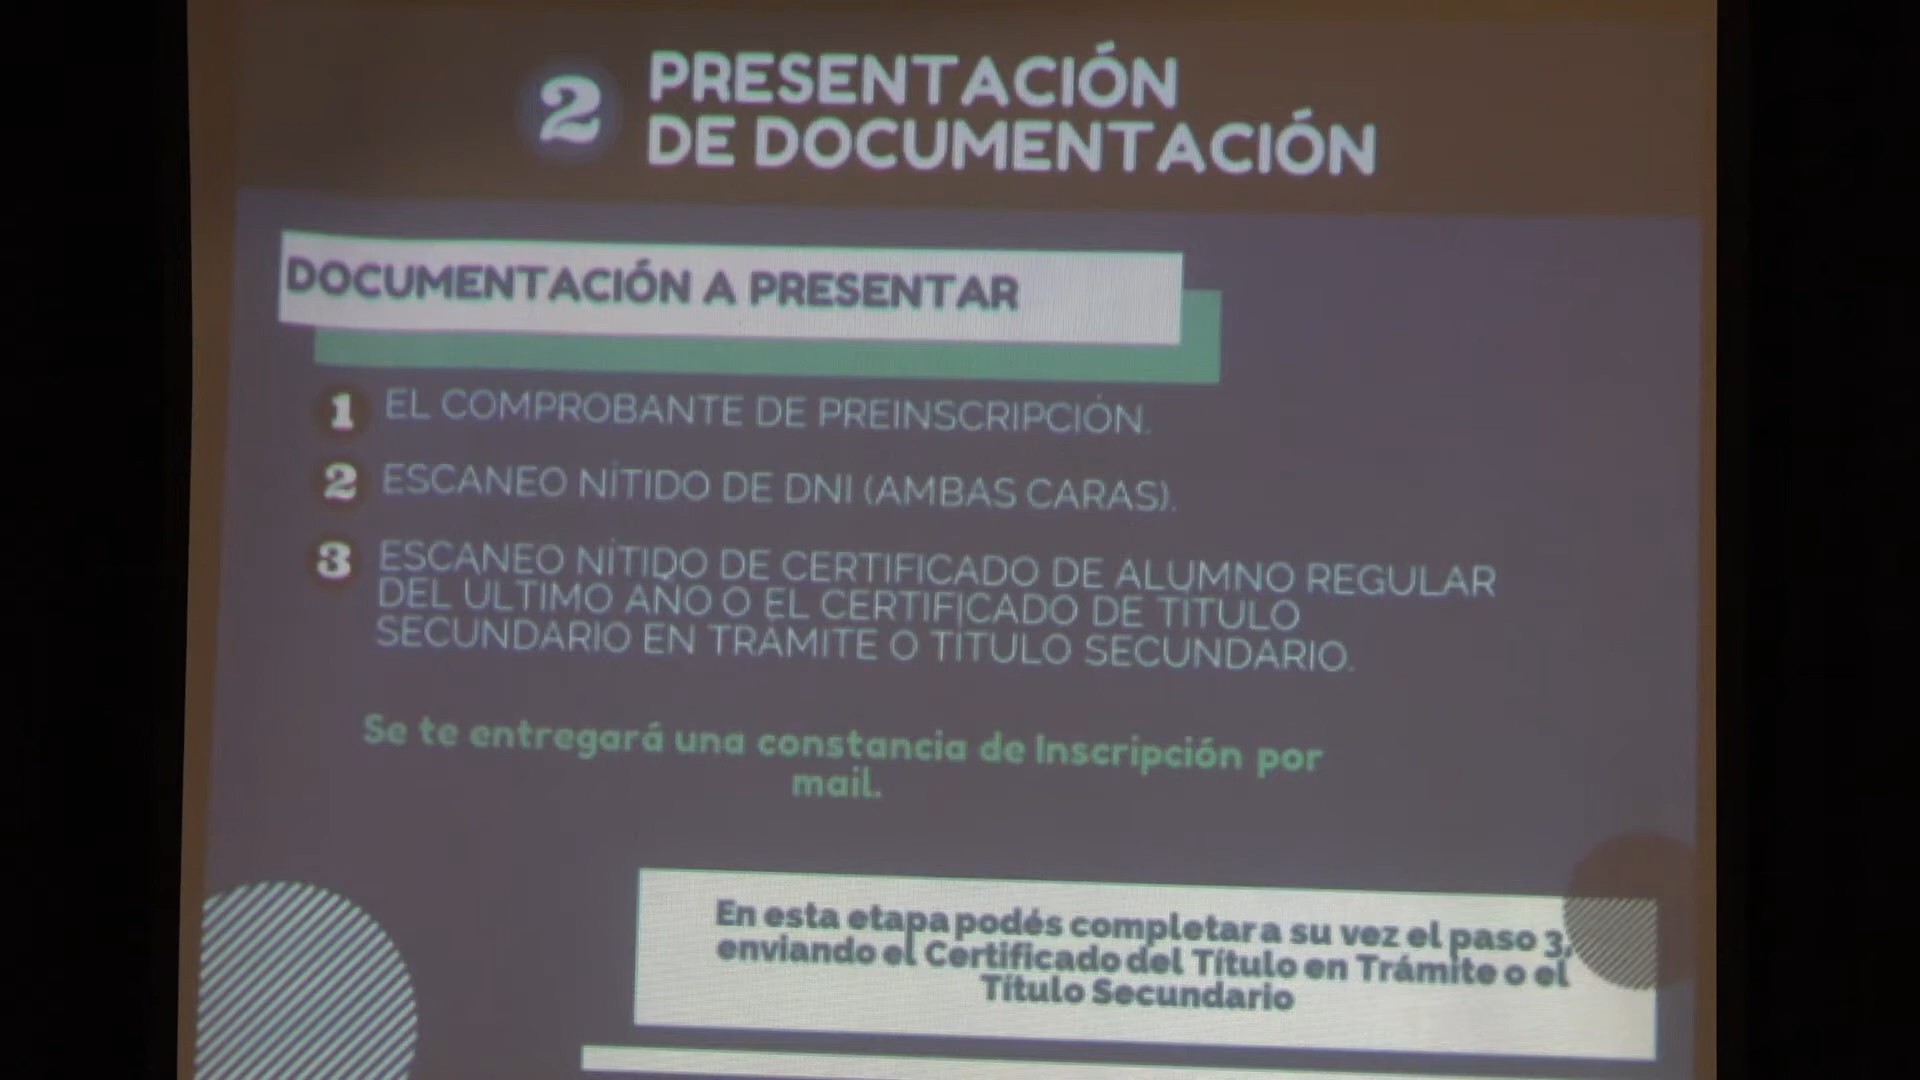 2
PRESENTACIÓN
DE DOCUMENTACIÓN
DOCUMENTACIÓN A PRESENTAR
1 EL COMPROBANTE DE PREINSCRIPCIÓN.
2 ESCANEO NÍTIDO DE DNI (AMBAS CARAS).
3 ESCANEO NÍTIDO DE CERTIFICADO DE ALUMNO REGULAR
DEL ÚLTIMO AÑO O EL CERTIFICADO DE TÍTULO
SECUNDARIO EN TRÁMITE O TÍTULO SECUNDARIO.
Se te entregará una constancia de Inscripción por
mail.
En esta etapa podés completar a su vez el paso 3,
enviando el Certificado del Título en Trámite o el
Título Secundario